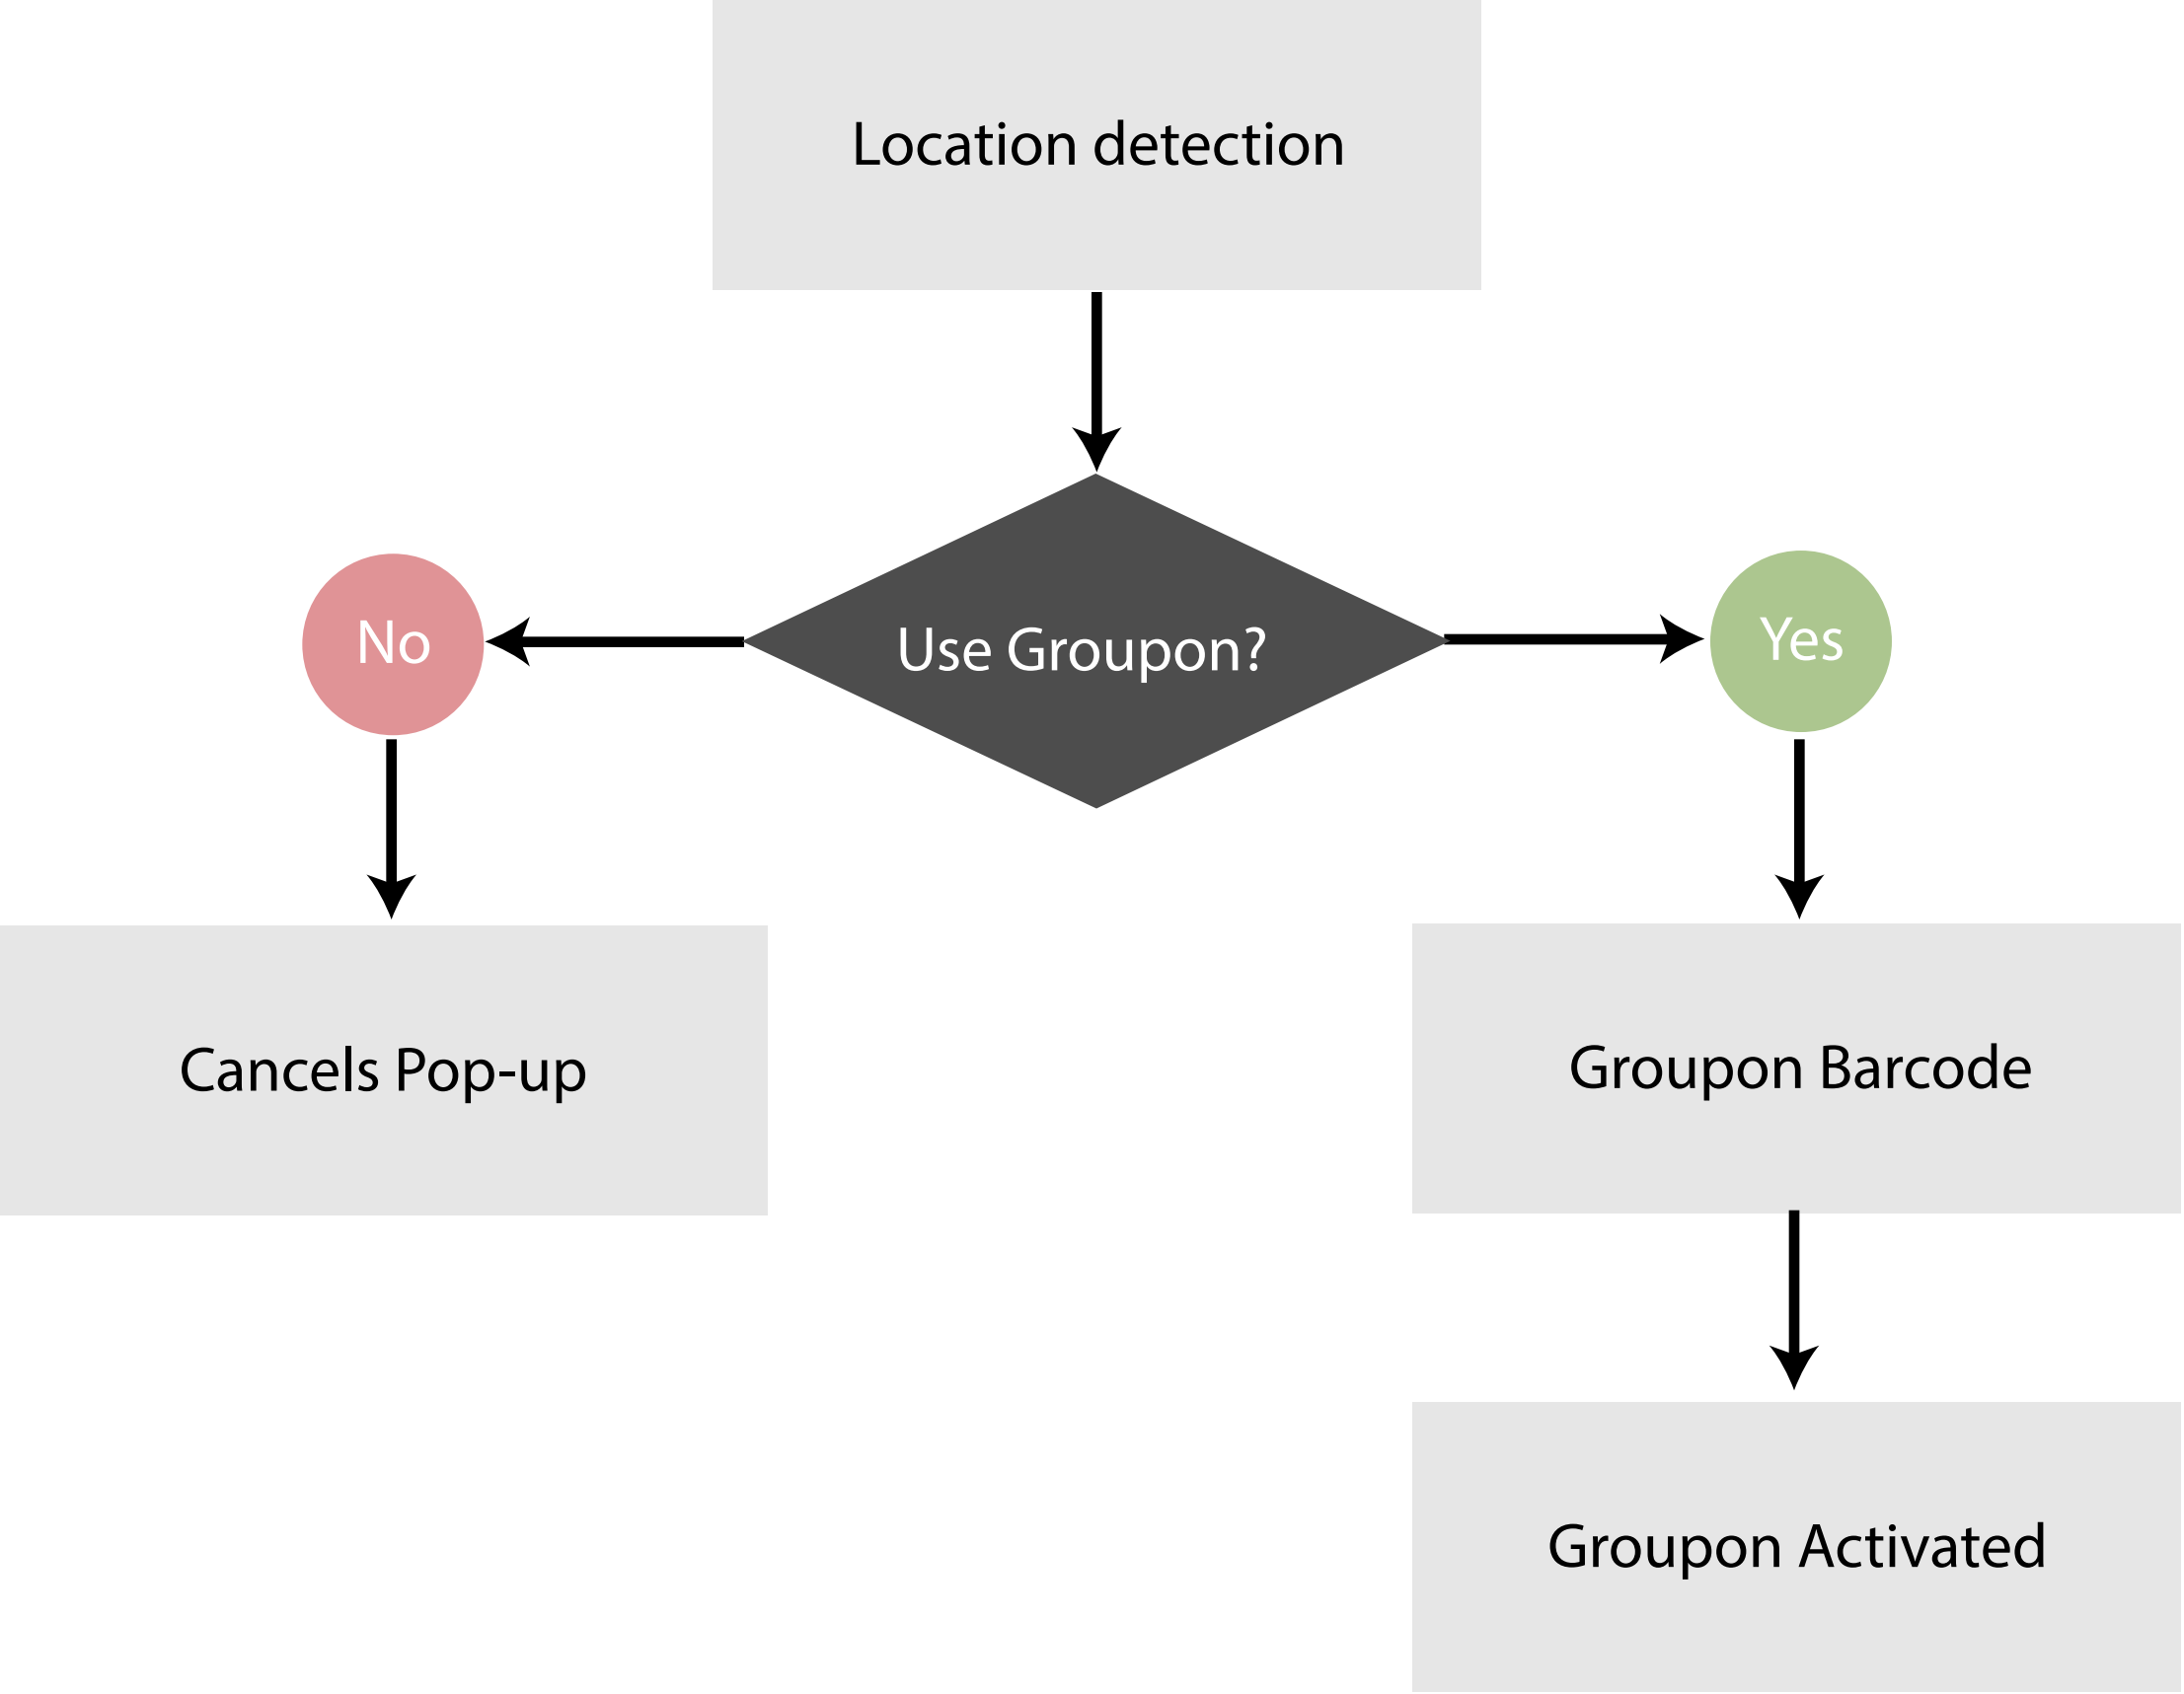 Location detection
No
Use Groupon?
Yes
Cancels Pop-up
Groupon Barcode
Groupon Activated